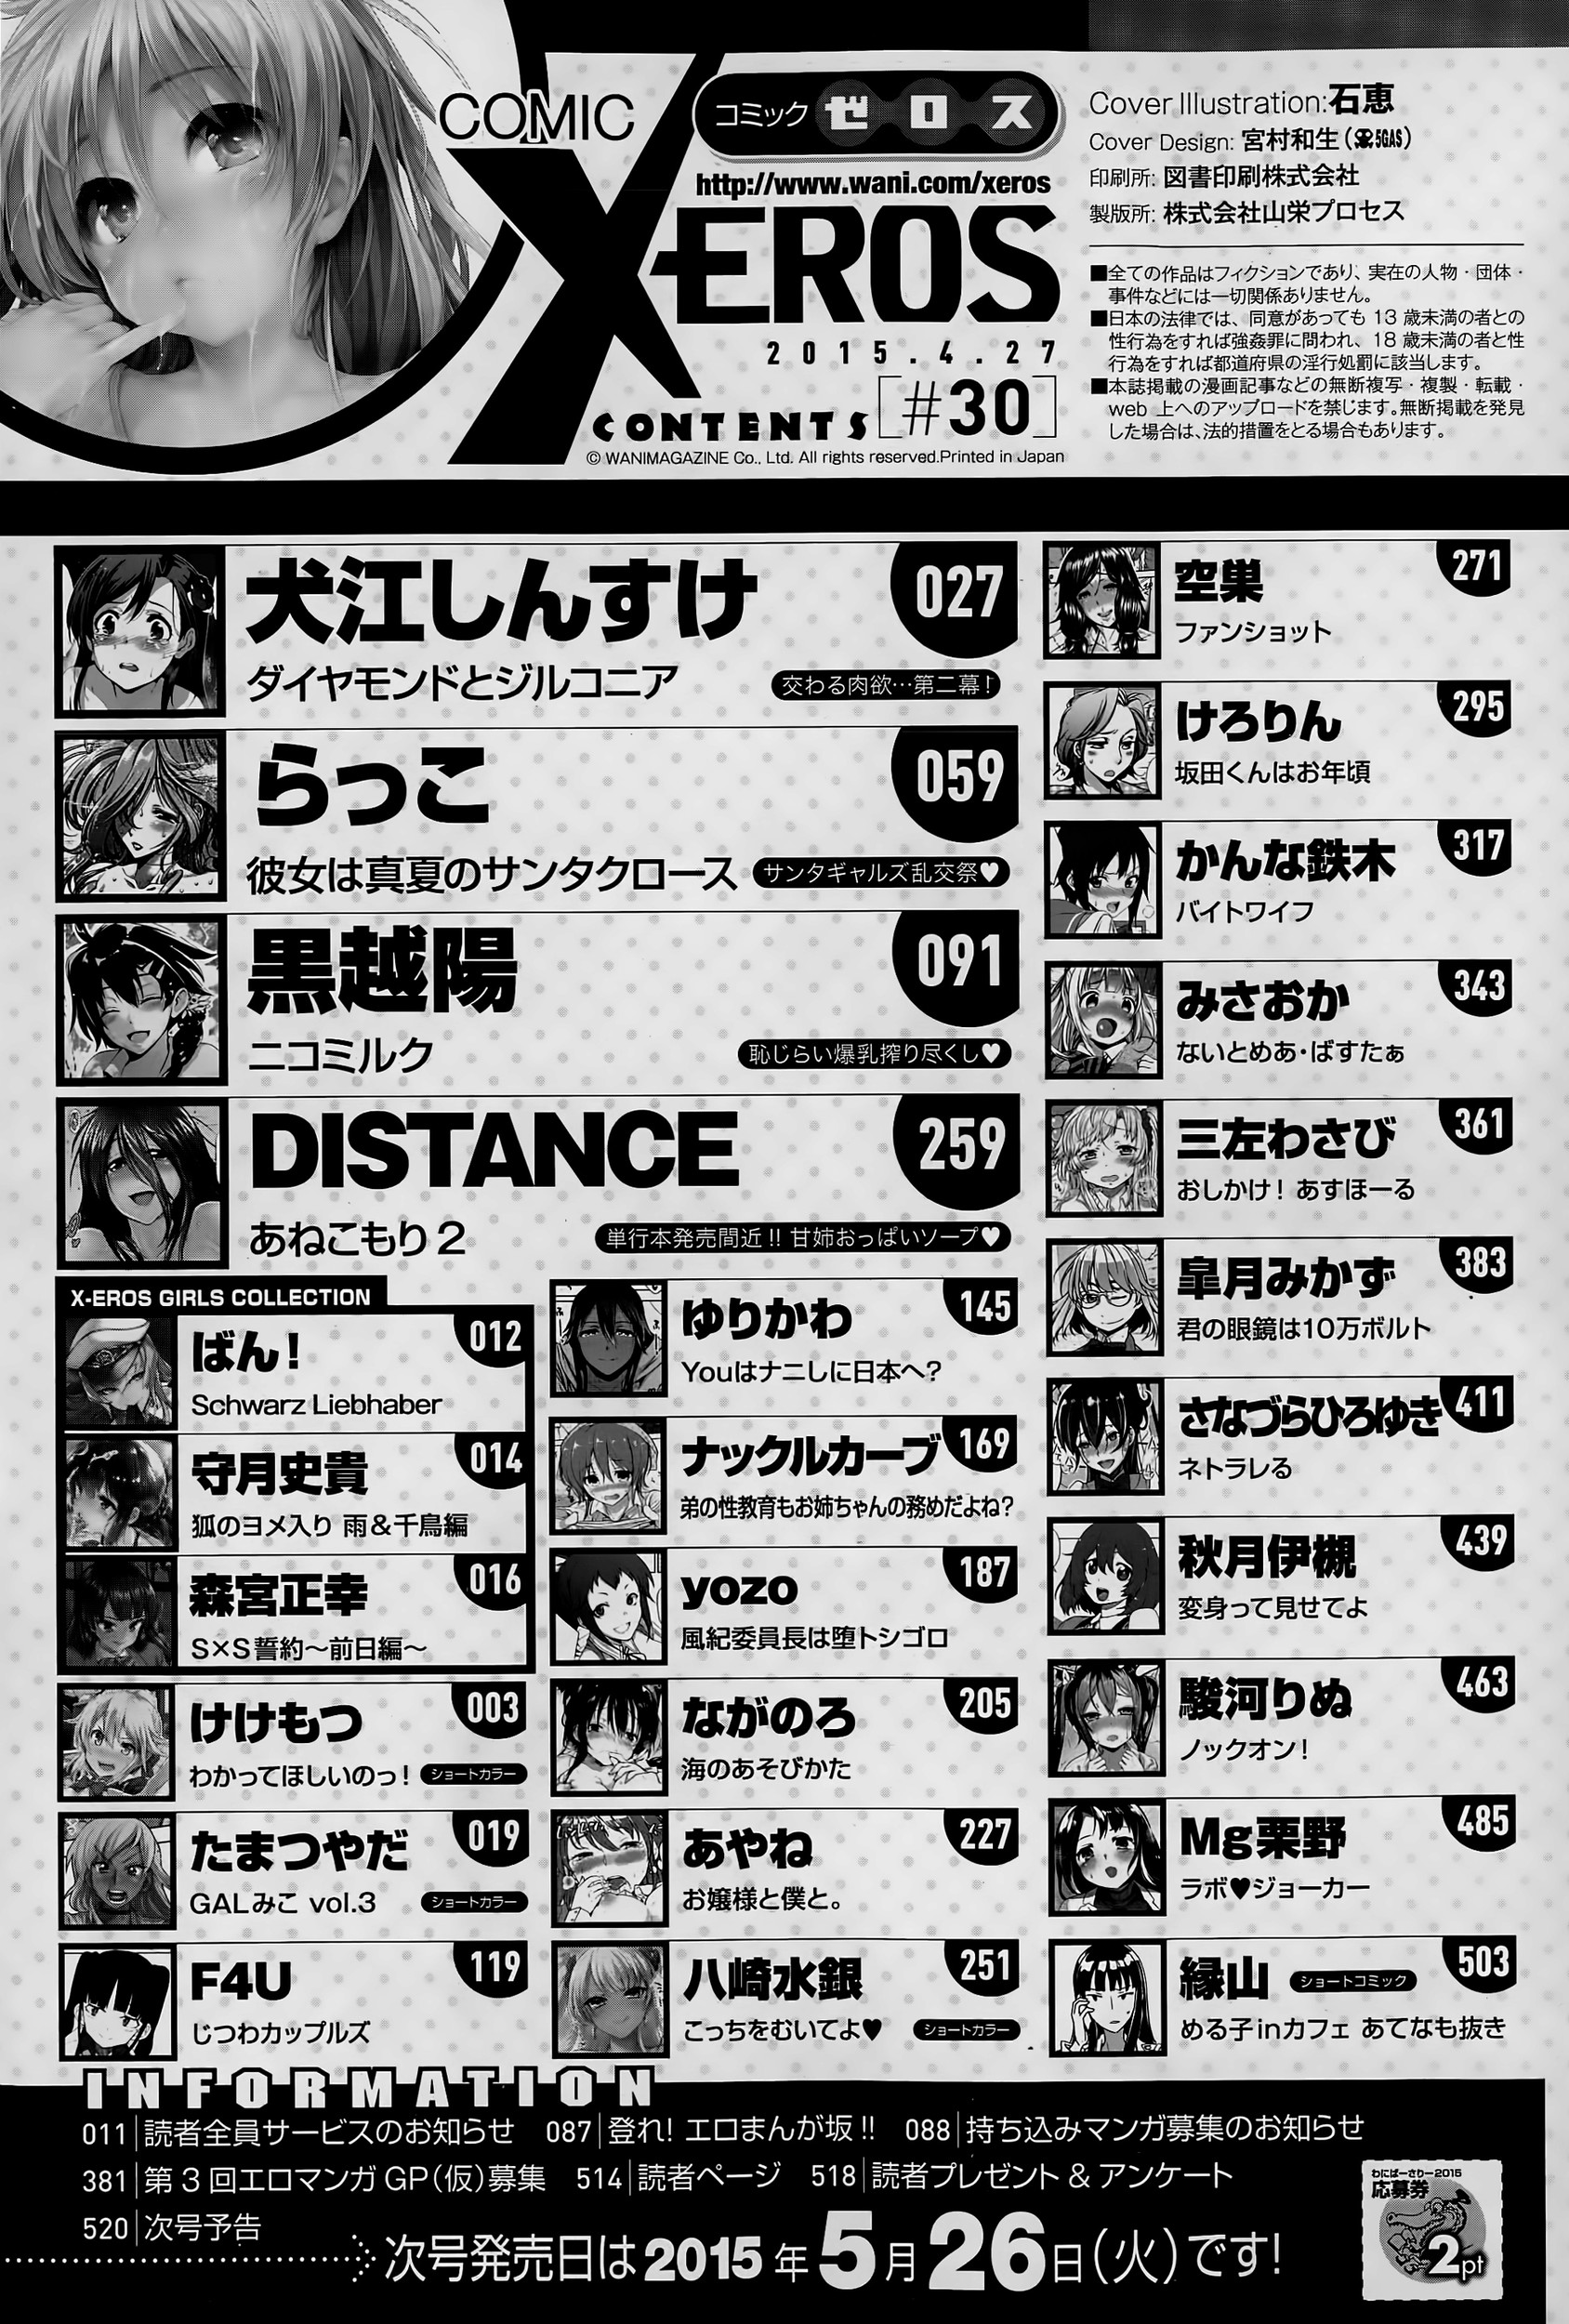 COMIC
コミック ゼロス
http://www.wani.com/xeros
X-EROS
2015.4.27
CONTENTS [#30]
© WANIMAGAZINE Co., Ltd. All rights reserved.Printed in Japan
Cover Illustration:石恵
Cover Design: 宮村和生(5GAS)
印刷所: 図書印刷株式会社
製版所: 株式会社山栄プロセス
■全ての作品はフィクションであり、実在の人物・団体・
事件などには一切関係ありません。
■日本の法律では、同意があっても 13 歳未満の者との
性行為をすれば強姦罪に問われ、18 歳未満の者と性
行為をすれば都道府県の淫行処罰に該当します。
■本誌掲載の漫画記事などの無断複写・複製・転載・
web 上へのアップロードを禁じます。無断掲載を発見
した場合は、法的措置をとる場合もあります。
犬江しんすけ 027
ダイヤモンドとジルコニア 交わる肉欲…第二幕!
らっこ 059
彼女は真夏のサンタクロース サンタギャルズ乱交祭♥
黒越陽 091
ニコミルク 恥じらい爆乳搾り尽くし♥
DISTANCE 259
あねこもり2 単行本発売間近!! 甘姉おっぱいソープ♥
X-EROS GIRLS COLLECTION
ばん! 012
Schwarz Liebhaber
守月史貴 014
狐のヨメ入り 雨&千鳥編
森宮正幸 016
S×S誓約～前日編～
けけもつ 003
わかってほしいのっ! ショートカラー
たまつやだ 019
GALみこ vol.3 ショートカラー
F4U 119
じつわカップルズ
ゆりかわ 145
Youはナニしに日本へ?
ナックルカーブ 169
弟の性教育もお姉ちゃんの務めだよね?
yozo 187
風紀委員長は堕トシゴロ
ながのろ 205
海のあそびかた
あやね 227
お嬢様と僕と。
八崎水銀 251
こっちをむいてよ♥ ショートカラー
空巣 271
ファンショット
けろりん 295
坂田くんはお年頃
かんな鉄木 317
バイトワイフ
みさおか 343
ないとめあ・ばすたぁ
三左わさび 361
おしかけ! あすほーる
皐月みかず 383
君の眼鏡は10万ボルト
さなづらひろゆき 411
ネトラレる
秋月伊槻 439
変身って見せてよ
駿河りぬ 463
ノックオン!
Mg栗野 485
ラボ♥ジョーカー
縁山 ショートコミック 503
める子inカフェ あてなも抜き
INFORMATION
011|読者全員サービスのお知らせ 087|登れ! エロまんが坂!! 088|持ち込みマンガ募集のお知らせ
381|第3回エロマンガGP(仮)募集 514|読者ページ 518|読者プレゼント & アンケート
520|次号予告
次号発売日は2015年5月26日(火)です!
わにばーさりー2015
応募券
2pt